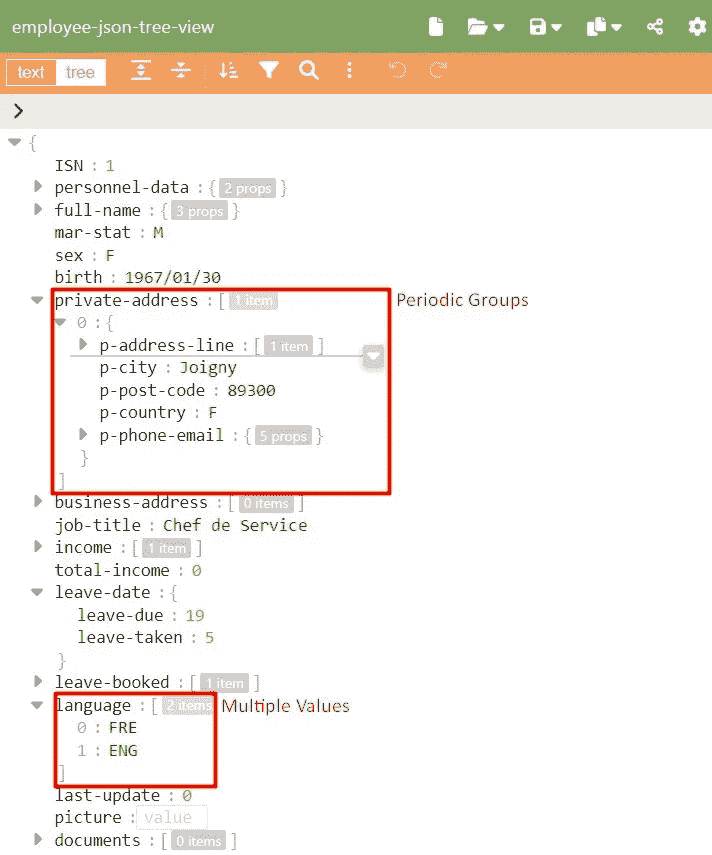 employee-json-tree-view
text tree
{
ISN : 1
personnel-data : { 2 props }
full-name : { 3 props }
mar-stat : M
sex : F
birth : 1967/01/30
private-address : [ 1 item Periodic Groups
0 : {
p-address-line : [ 1 item ]
p-city : Joigny
p-post-code : 89300
p-country : F
p-phone-email : { 5 props }
}
]
business-address : [ 0 items ]
job-title : Chef de Service
income : [ 1 item ]
total-income : 0
leave-date : {
leave-due : 19
leave-taken : 5
}
leave-booked : [ 1 item ]
language : [ 2 items Multiple Values
0 : FRE
1 : ENG
]
last-update : 0
picture : value
documents : [ 0 items ]